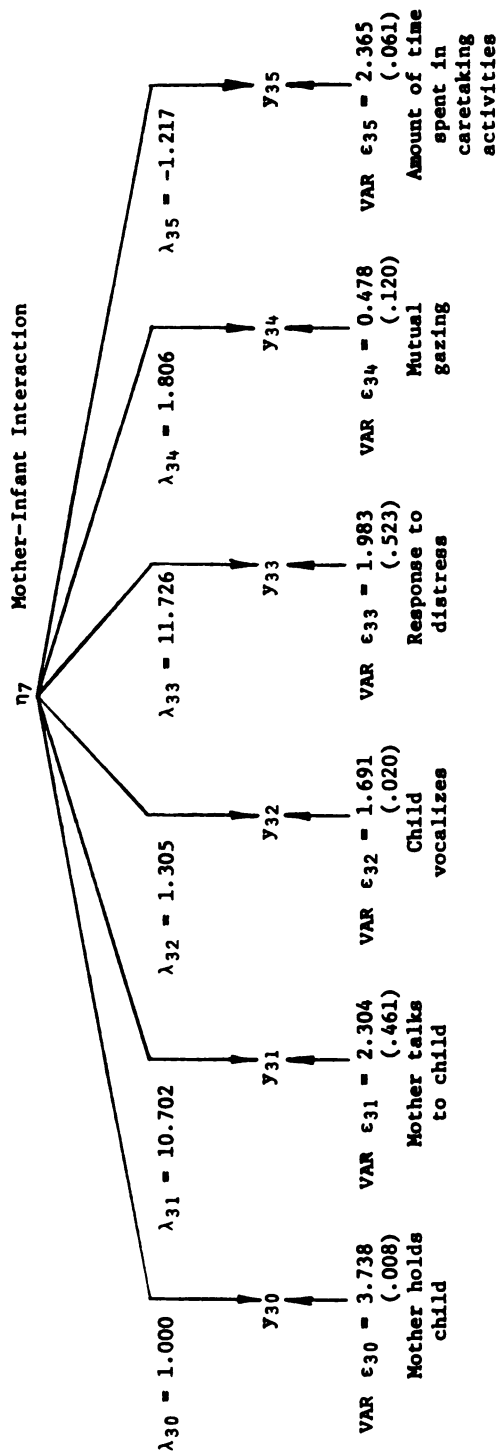 η7 Mother-Infant Interaction
λ30 = 1.000
λ31 = 10.702
λ32 = 1.305
λ33 = 11.726
λ34 = 1.806
λ35 = -1.217
y30
VAR ε30 = 3.738
(.008)
Mother holds
child
y31
VAR ε31 = 2.304
(.461)
Mother talks
to child
y32
VAR ε32 = 1.691
(.020)
Child
vocalizes
y33
VAR ε33 = 1.983
(.523)
Response to
distress
y34
VAR ε34 = 0.478
(.120)
Mutual
gazing
y35
VAR ε35 = 2.365
(.061)
Amount of time
spent in
caretaking
activities